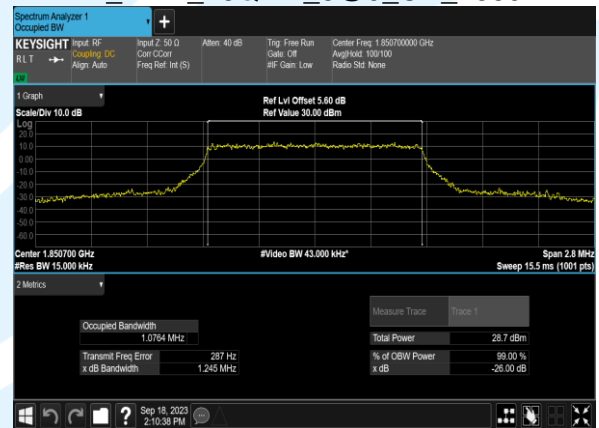 Spectrum Analyzer 1
Occupied BW
+
KEYSIGHT
RLT
Input: RF
Coupling: DC
Align: Auto
Input Z: 50 Ω
Corr CCorr
Freq Ref: Int (S)
Atten: 40 dB
Trig: Free Run
Gate: Off
#IF Gain: Low
Center Freq: 1.850700000 GHz
Avg|Hold: 100/100
Radio Std: None
1 Graph
Scale/Div 10.0 dB
Ref Lvl Offset 5.60 dB
Ref Value 30.00 dBm
Log
20.0
10.0
0.00
-10.0
-20.0
-30.0
-40.0
-50.0
-60.0
Center 1.850700 GHz
#Video BW 43.000 kHz*
Span 2.8 MHz
#Res BW 15.000 kHz
Sweep 15.5 ms (1001 pts)
2 Metrics
Measure Trace
Trace 1
Occupied Bandwidth
1.0764 MHz
Total Power
28.7 dBm
Transmit Freq Error
287 Hz
% of OBW Power
99.00 %
x dB Bandwidth
1.245 MHz
x dB
-26.00 dB
?
Sep 18, 2023
2:10:38 PM